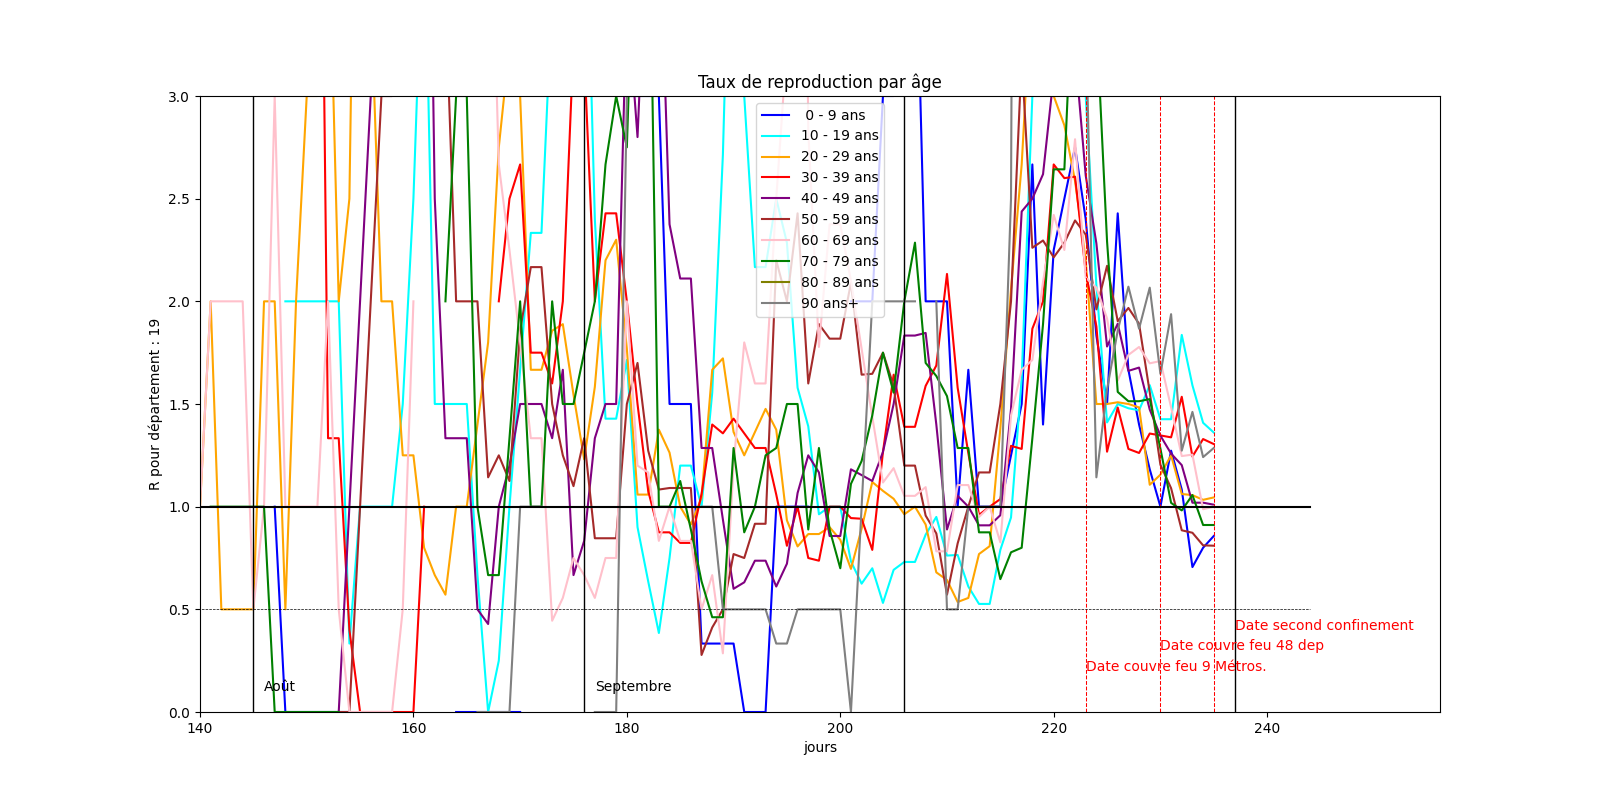 Taux de reproduction par âge
R pour département : 19
3.0
2.5
2.0
1.5
1.0
0.5
0.0
0 - 9 ans
10 - 19 ans
20 - 29 ans
30 - 39 ans
40 - 49 ans
50 - 59 ans
60 - 69 ans
70 - 79 ans
80 - 89 ans
90 ans+
Date second confinement
Date couvre feu 48 dep
Date couvre feu 9 Métros.
Août
Septembre
140
160
180
200
220
240
jours